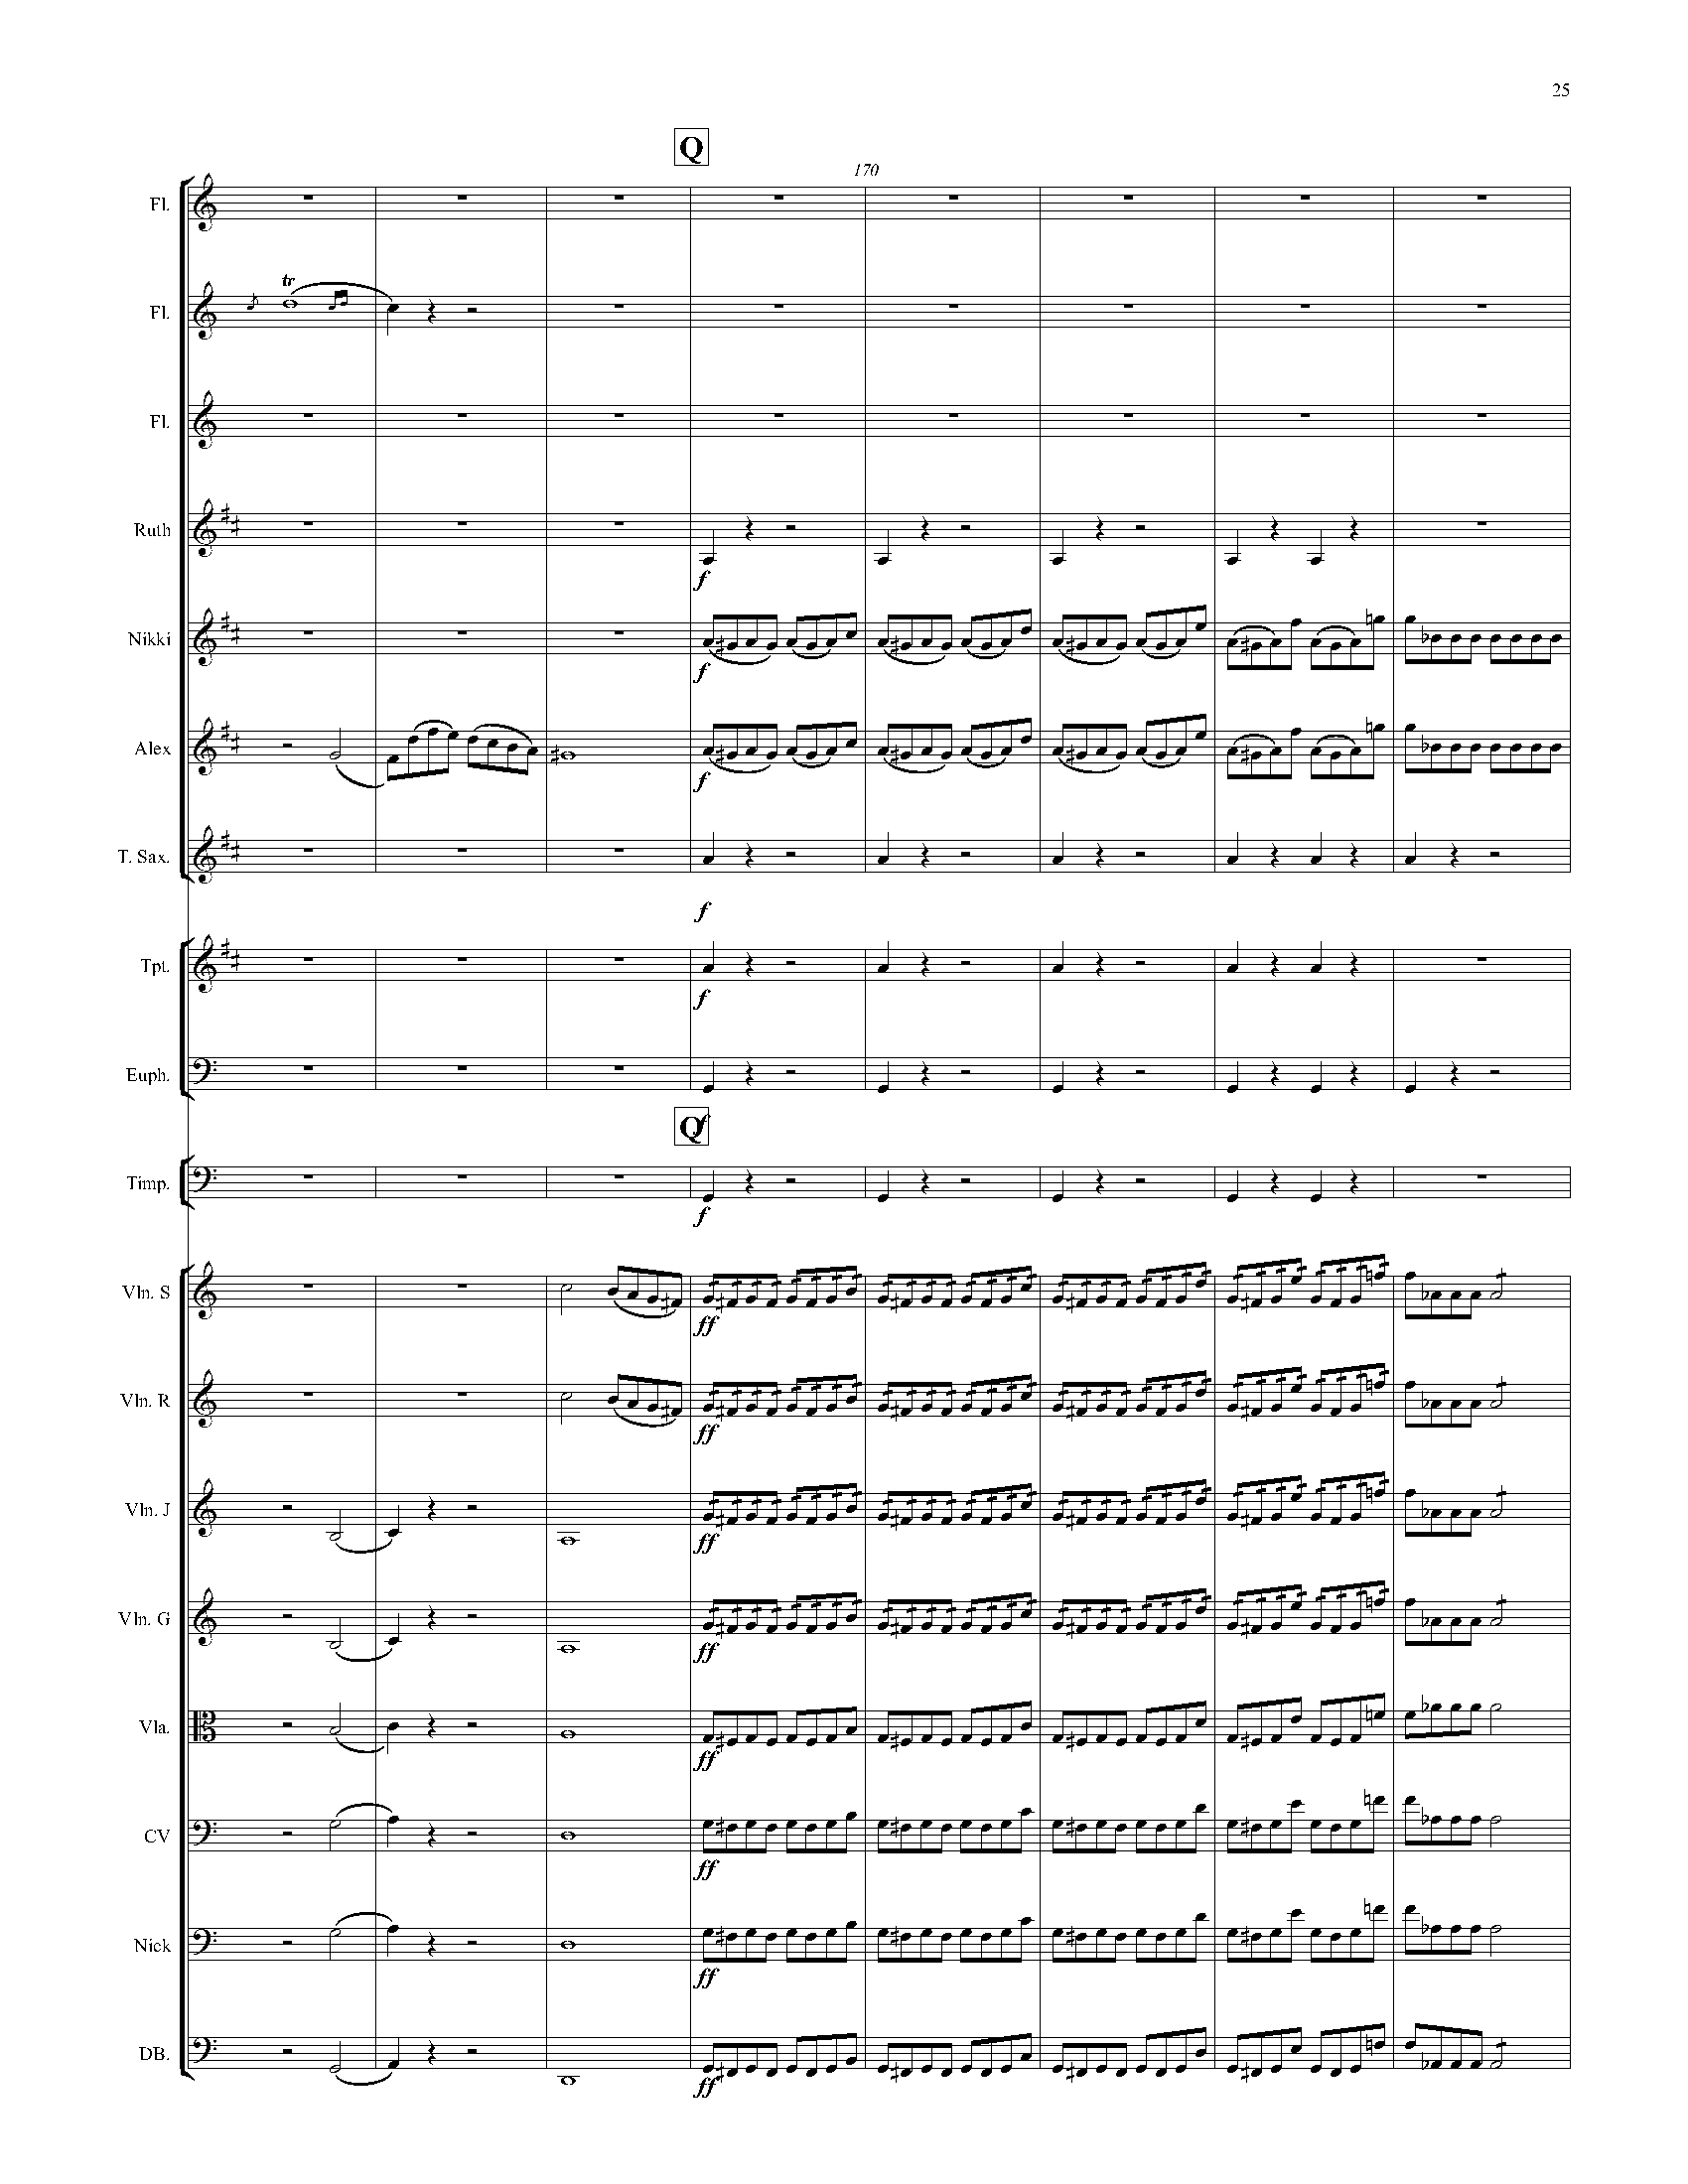 25
Q
170
Fl.
tr
Fl.
Fl.
Ruth
f
Nikki
f
Alex
f
T. Sax.
f
Tpt.
f
Euph.
f
Q
Timp.
f
Vln. S
ff
Vln. R
ff
Vln. J
ff
Vln. G
ff
Vla.
ff
CV
ff
Nick
ff
DB.
ff